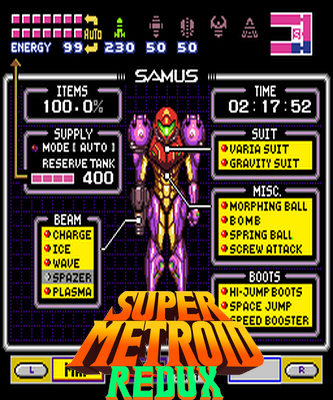 AUTO
ENERGY 99 230 50 50
S
SAMUS
ITEMS
100.0%
TIME
02:17:52
SUPPLY
MODE [AUTO]
RESERVE TANK
400
SUIT
VARIA SUIT
GRAVITY SUIT
MISC.
MORPHING BALL
BOMB
SPRING BALL
SCREW ATTACK
BEAM
CHARGE
ICE
WAVE
SPAZER
PLASMA
BOOTS
HI-JUMP BOOTS
SPACE JUMP
SPEED BOOSTER
SUPER
METROID
REDUX
L
R